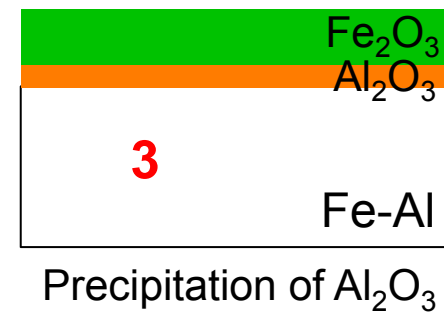 Fe₂O₃
Al₂O₃
3
Fe-Al
Precipitation of Al₂O₃